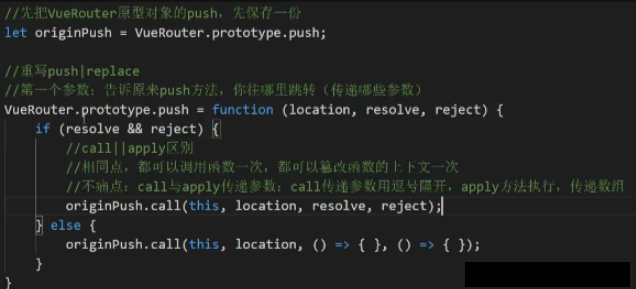 //先把VueRouter原型对象的push，先保存一份
let originPush = VueRouter.prototype.push;
//重写push|replace
//第一个参数：告诉原来push方法，你往哪里跳转（传递哪些参数）
VueRouter.prototype.push = function (location, resolve, reject) {
if (resolve && reject) {
//call||apply区别
//相同点，都可以调用函数一次，都可以篡改函数的上下文一次
//不痛点：call与apply传递参数：call传递参数用逗号隔开，apply方法执行，传递数组
originPush.call(this, location, resolve, reject);
} else {
originPush.call(this, location, () => { }, () => { });
}
}